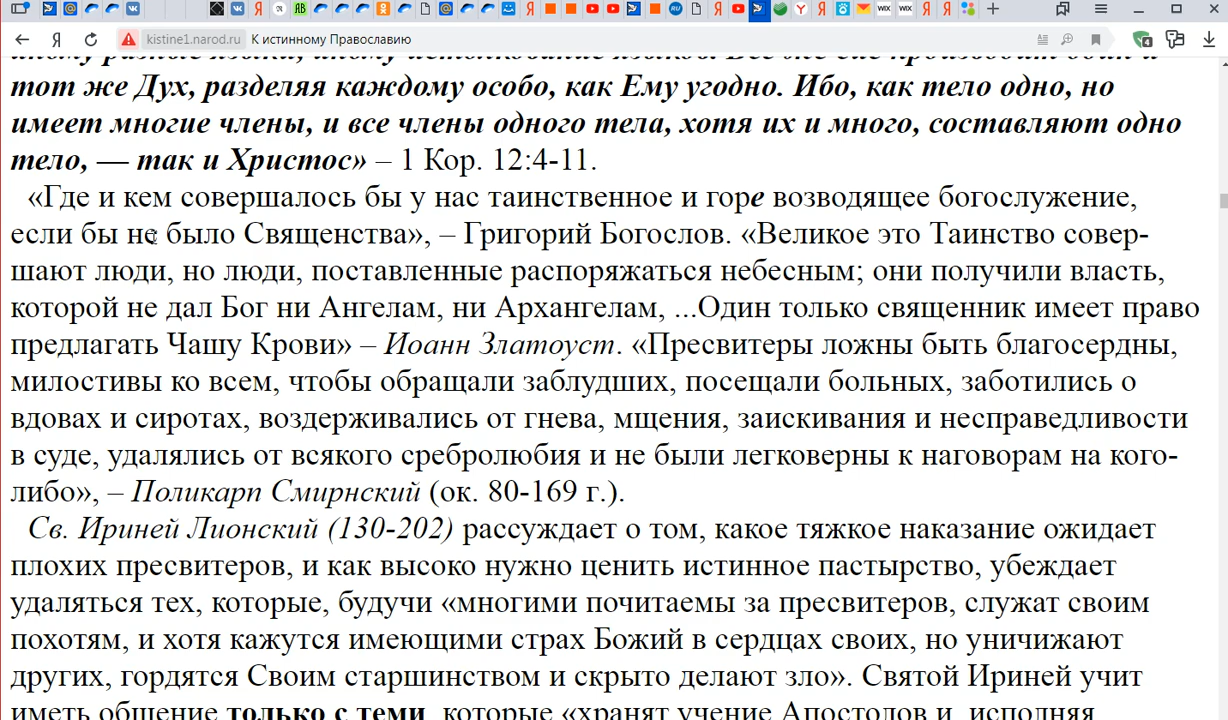 kistine1.narod.ru К истинному Православию
тот же Дух, разделяя каждому особо, как Ему угодно. Ибо, как тело одно, но
имеет многие члены, и все члены одного тела, хотя их и много, составляют одно
тело, — так и Христос» – 1 Кор. 12:4-11.
«Где и кем совершалось бы у нас таинственное и горе возводящее богослужение,
если бы не было Священства», – Григорий Богослов. «Великое это Таинство совер-
шают люди, но люди, поставленные распоряжаться небесным; они получили власть,
которой не дал Бог ни Ангелам, ни Архангелам, ...Один только священник имеет право
предлагать Чашу Крови» – Иоанн Златоуст. «Пресвитеры ложны быть благосердны,
милостивы ко всем, чтобы обращали заблудших, посещали больных, заботились о
вдовах и сиротах, воздерживались от гнева, мщения, заискивания и несправедливости
в суде, удалялись от всякого сребролюбия и не были легковерны к наговорам на кого-
либо», – Поликарп Смирнский (ок. 80-169 г.).
Св. Ириней Лионский (130-202) рассуждает о том, какое тяжкое наказание ожидает
плохих пресвитеров, и как высоко нужно ценить истинное пастырство, убеждает
удаляться тех, которые, будучи «многими почитаемы за пресвитеров, служат своим
похотям, и хотя кажутся имеющими страх Божий в сердцах своих, но уничижают
других, гордятся Своим старшинством и скрыто делают зло». Святой Ириней учит
иметь общение только с теми, которые «хранят учение Апостолов и, исполняя